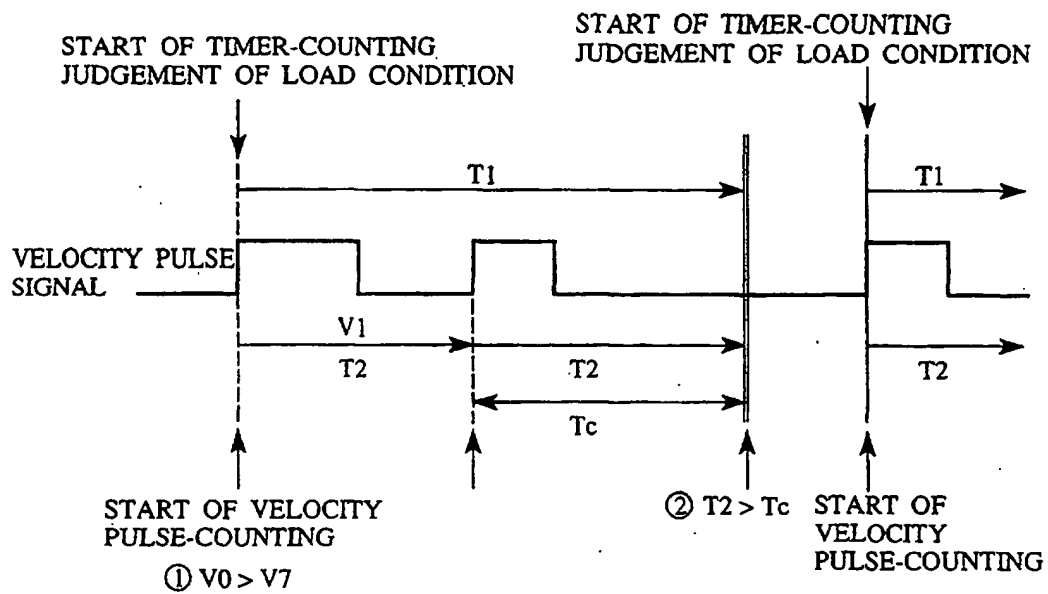 START OF TIMER-COUNTING
JUDGEMENT OF LOAD CONDITION
START OF TIMER-COUNTING
JUDGEMENT OF LOAD CONDITION
T1
T1
VELOCITY PULSE
SIGNAL
V1
T2
T2
T2
Tc
START OF VELOCITY
PULSE-COUNTING
① V0 > V7
② T2 > Tc
START OF
VELOCITY
PULSE-COUNTING